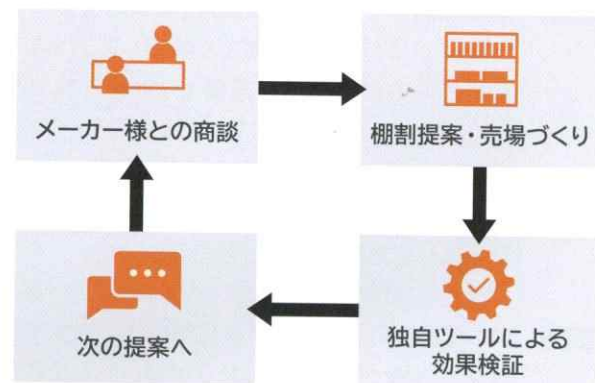 メーカー様との商談
棚割提案・売場づくり
独自ツールによる
効果検証
次の提案へ